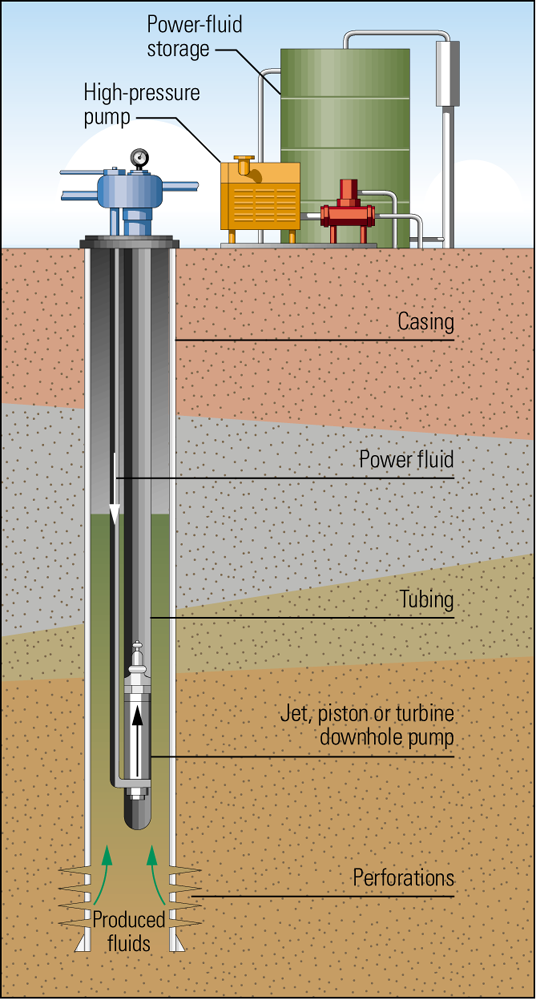 Power-fluid
storage
High-pressure
pump
Casing
Power fluid
Tubing
Jet, piston or turbine
downhole pump
Perforations
Produced
fluids